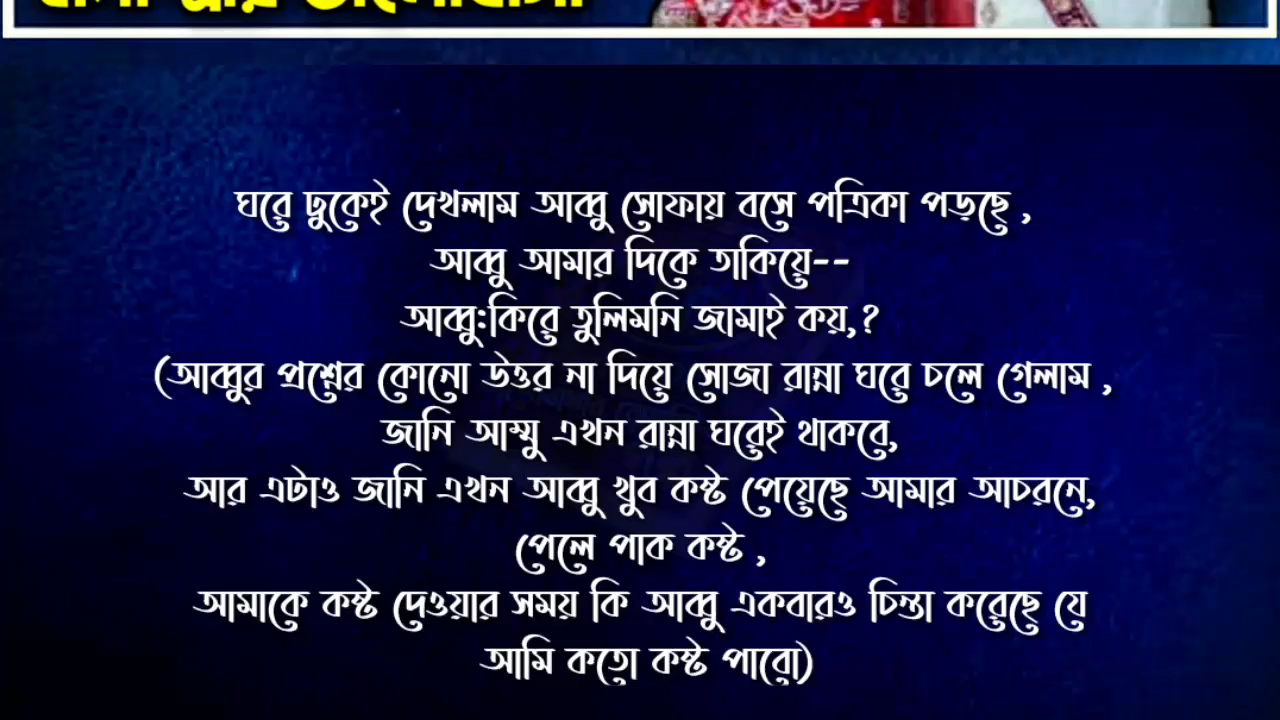 ঘরে ঢুকেই দেখলাম আব্বু সোফায় বসে পত্রিকা পড়ছে ,
আব্বু আমার দিকে তাকিয়ে--
আব্বু:কিরে তুলিমনি জামাই কয়,?
(আব্বুর প্রশ্নের কোনো উত্তর না দিয়ে সোজা রান্না ঘরে চলে গেলাম ,
জানি আম্মু এখন রান্না ঘরেই থাকবে,
আর এটাও জানি এখন আব্বু খুব কষ্ট পেয়েছে আমার আচরনে,
পেলে পাক কষ্ট ,
আমাকে কষ্ট দেওয়ার সময় কি আব্বু একবারও চিন্তা করেছে যে
আমি কতো কষ্ট পাবো)